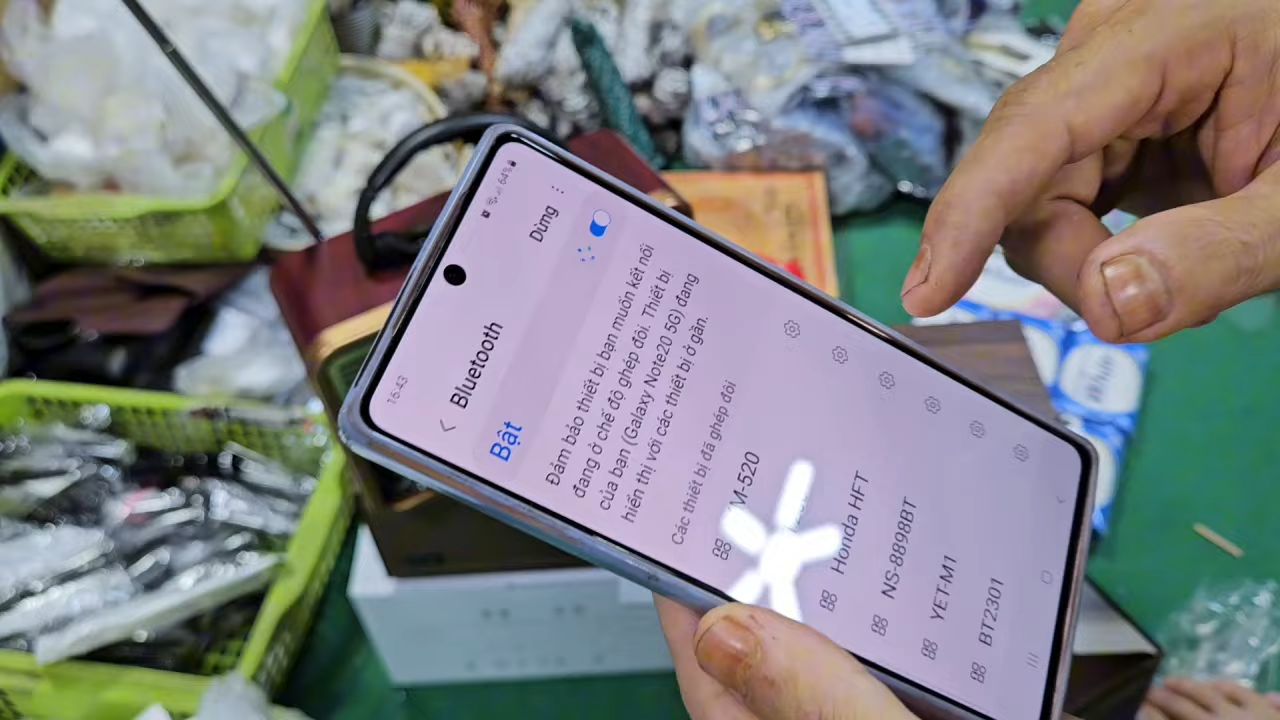 16:43
64%
Bluetooth
Dừng
Bật
Đảm bảo thiết bị bạn muốn kết nối
đang ở chế độ ghép đôi. Thiết bị
của bạn (Galaxy Note20 5G) đang
hiển thị với các thiết bị ở gần.
Các thiết bị đã ghép đôi
M-520
Honda HFT
NS-8898BT
YET-M1
BT2301